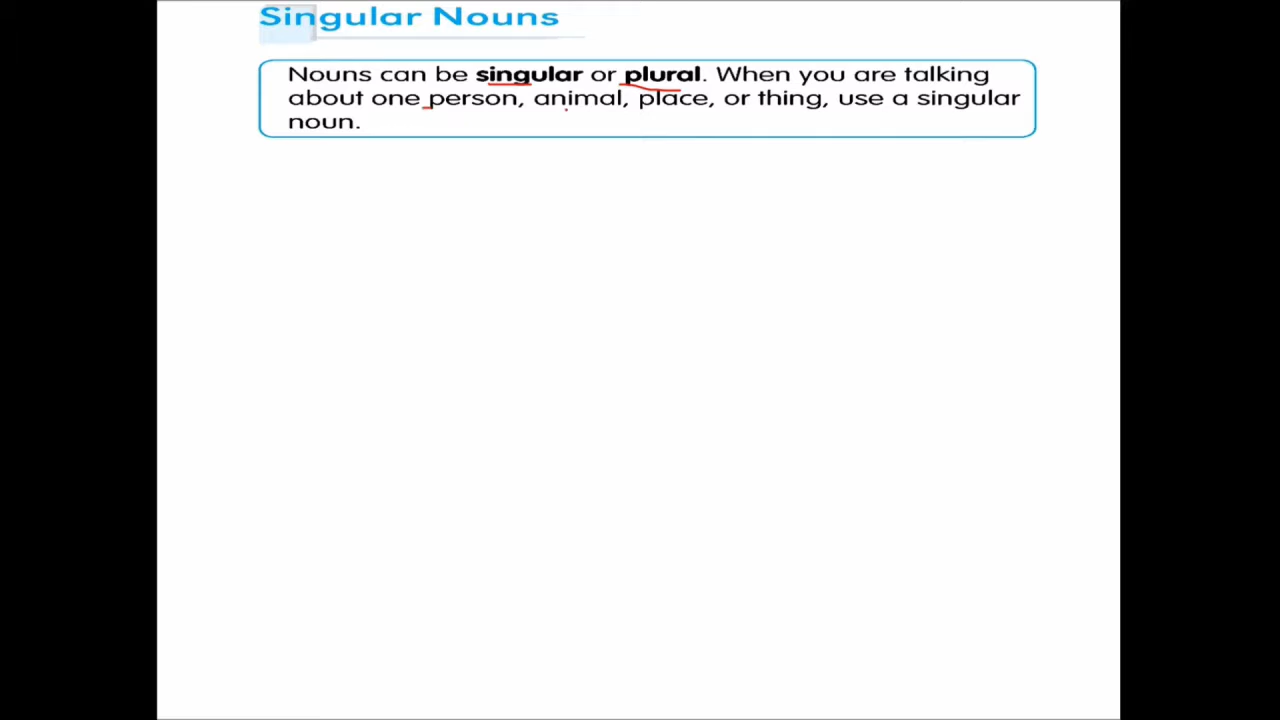 Singular Nouns
Nouns can be singular or plural. When you are talking
about one person, animal, place, or thing, use a singular
noun.